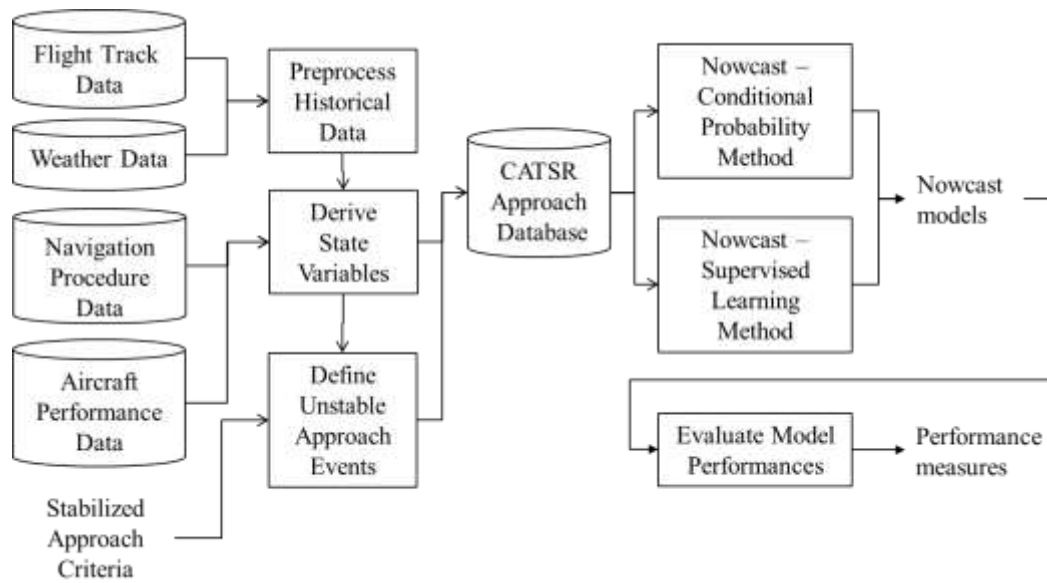 Flight Track
Data
Weather Data
Navigation
Procedure
Data
Aircraft
Performance
Data
Stabilized
Approach
Criteria
Preprocess
Historical
Data
Derive
State
Variables
Define
Unstable
Approach
Events
CATSR
Approach
Database
Nowcast –
Conditional
Probability
Method
Nowcast –
Supervised
Learning
Method
Nowcast
models
Evaluate Model
Performances
Performance
measures